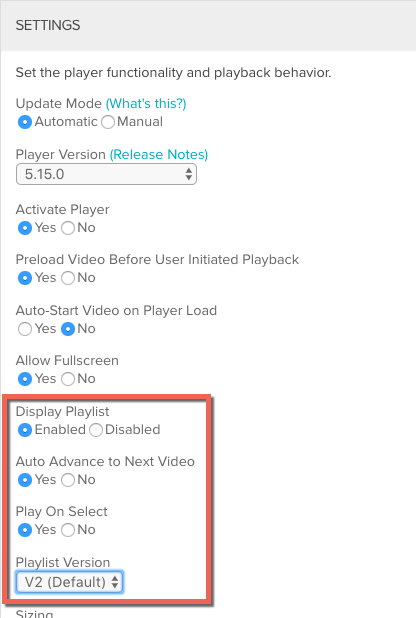 SETTINGS
Set the player functionality and playback behavior.
Update Mode (What's this?)
Automatic Manual
Player Version (Release Notes)
5.15.0
Activate Player
Yes No
Preload Video Before User Initiated Playback
Yes No
Auto-Start Video on Player Load
Yes No
Allow Fullscreen
Yes No
Display Playlist
Enabled Disabled
Auto Advance to Next Video
Yes No
Play On Select
Yes No
Playlist Version
V2 (Default)
Sizing